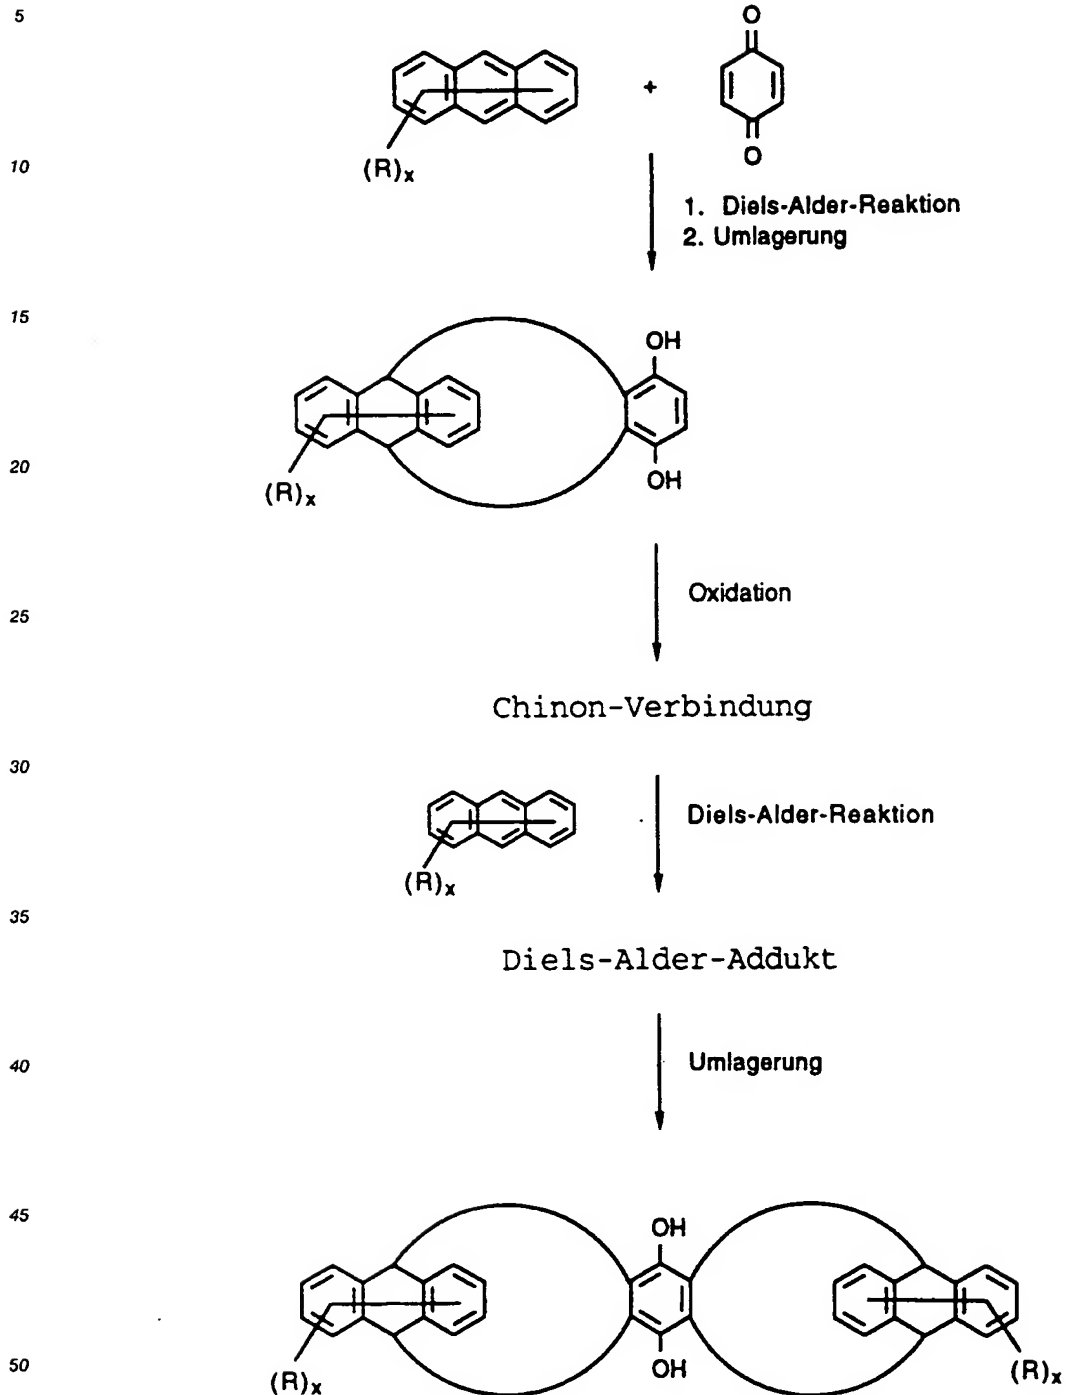 5
O
+
O
(R)x
10
1. Diels-Alder-Reaktion
2. Umlagerung
15
OH
20
OH
(R)x
Oxidation
25
Chinon-Verbindung
30
Diels-Alder-Reaktion
(R)x
35
Diels-Alder-Addukt
40
Umlagerung
45
OH
50
OH
(R)x
(R)x